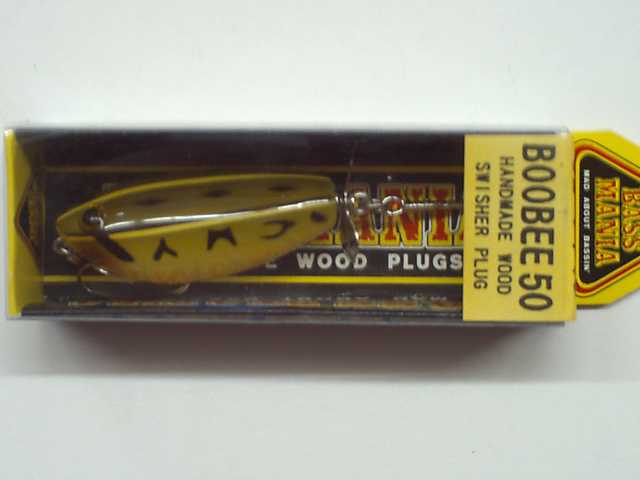 BOOBEE 50
HANDMADE WOOD
SWISHER PLUG
BASS
MANIA
MAD ABOUT BASSIN'
WOOD PLUGS